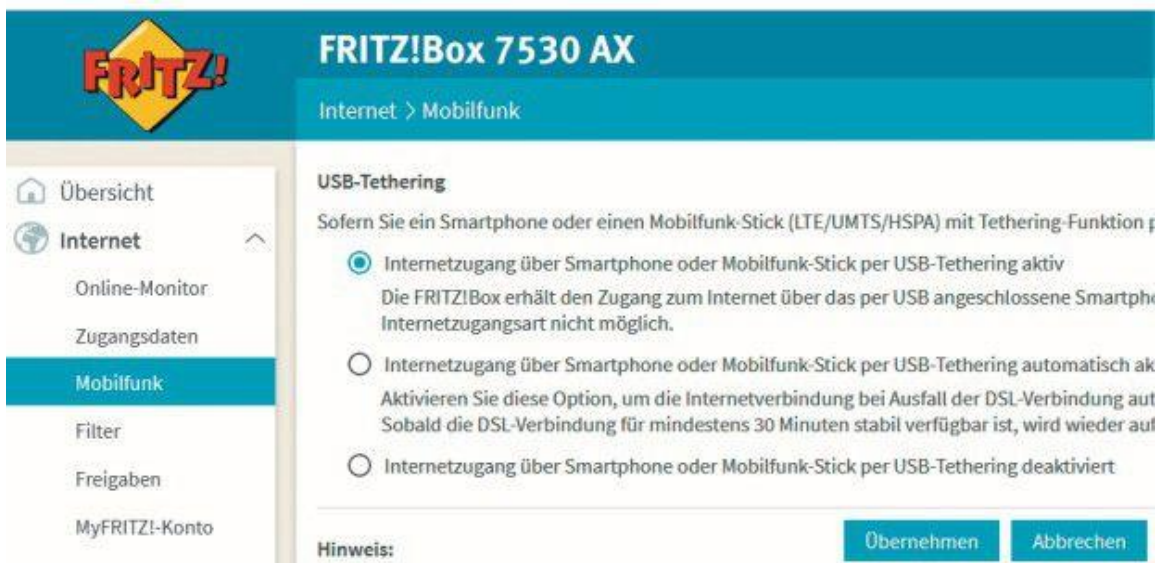 FRITZ!
FRITZ!Box 7530 AX
Internet > Mobilfunk
Übersicht
Internet
Online-Monitor
Zugangsdaten
Mobilfunk
Filter
Freigaben
MyFRITZ!-Konto
USB-Tethering
Sofern Sie ein Smartphone oder einen Mobilfunk-Stick (LTE/UMTS/HSPA) mit Tethering-Funktion
Internetzugang über Smartphone oder Mobilfunk-Stick per USB-Tethering aktiv
Die FRITZ!Box erhält den Zugang zum Internet über das per USB angeschlossene
Internetzugangsart nicht möglich.
Internetzugang über Smartphone oder Mobilfunk-Stick per USB-Tethering automatisch
Aktivieren Sie diese Option, um die Internetverbindung bei Ausfall der DSL-Verbindung
Sobald die DSL-Verbindung für mindestens 30 Minuten stabil verfügbar ist, wird wieder
Internetzugang über Smartphone oder Mobilfunk-Stick per USB-Tethering deaktiviert
Hinweis:
Übernehmen
Abbrechen